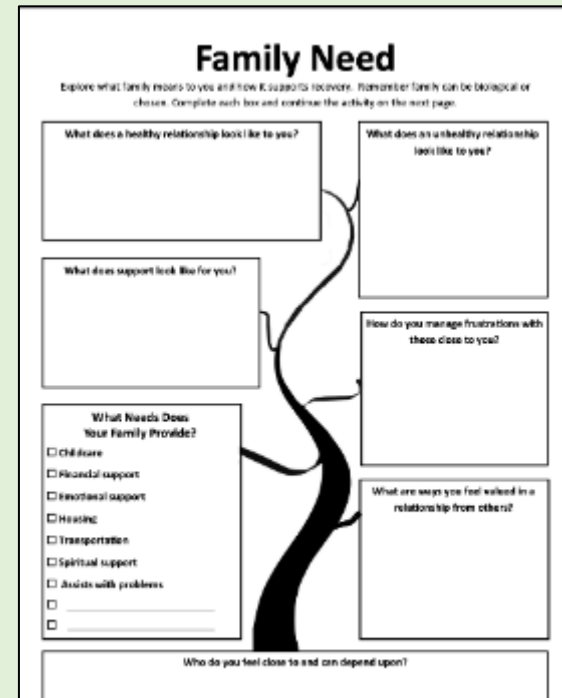 Family Need
Explore what family means to you and how it supports recovery. Remember family can be biological or
chosen. Complete each box and continue the activity on the next page.
What does a healthy relationship look like to you?
What does an unhealthy relationship
look like to you?
What does support look like for you?
How do you manage frustrations with
those close to you?
What Needs Does
Your Family Provide?
Childcare
Financial support
Emotional support
Housing
Transportation
Spiritual support
Assists with problems
What are ways you feel valued in a
relationship from others?
Who do you feel close to and can depend upon?